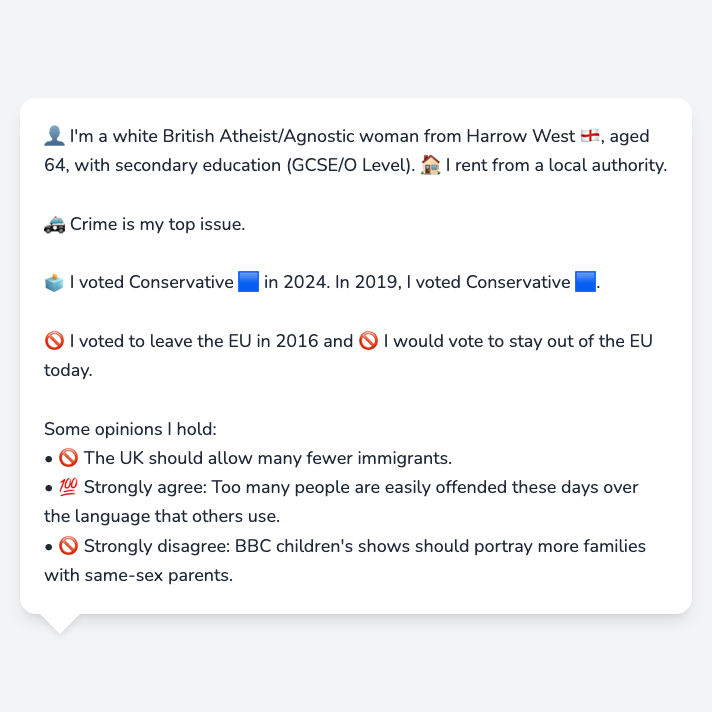 👤 I'm a white British Atheist/Agnostic woman from Harrow West 🏴󠁧󠁢󠁥󠁮󠁧󠁿, aged
64, with secondary education (GCSE/O Level). 🏠 I rent from a local authority.
🚓 Crime is my top issue.
🗳️ I voted Conservative 🟦 in 2024. In 2019, I voted Conservative 🟦.
🚫 I voted to leave the EU in 2016 and 🚫 I would vote to stay out of the EU
today.
Some opinions I hold:
• 🚫 The UK should allow many fewer immigrants.
• 💯 Strongly agree: Too many people are easily offended these days over
the language that others use.
• 🚫 Strongly disagree: BBC children's shows should portray more families
with same-sex parents.